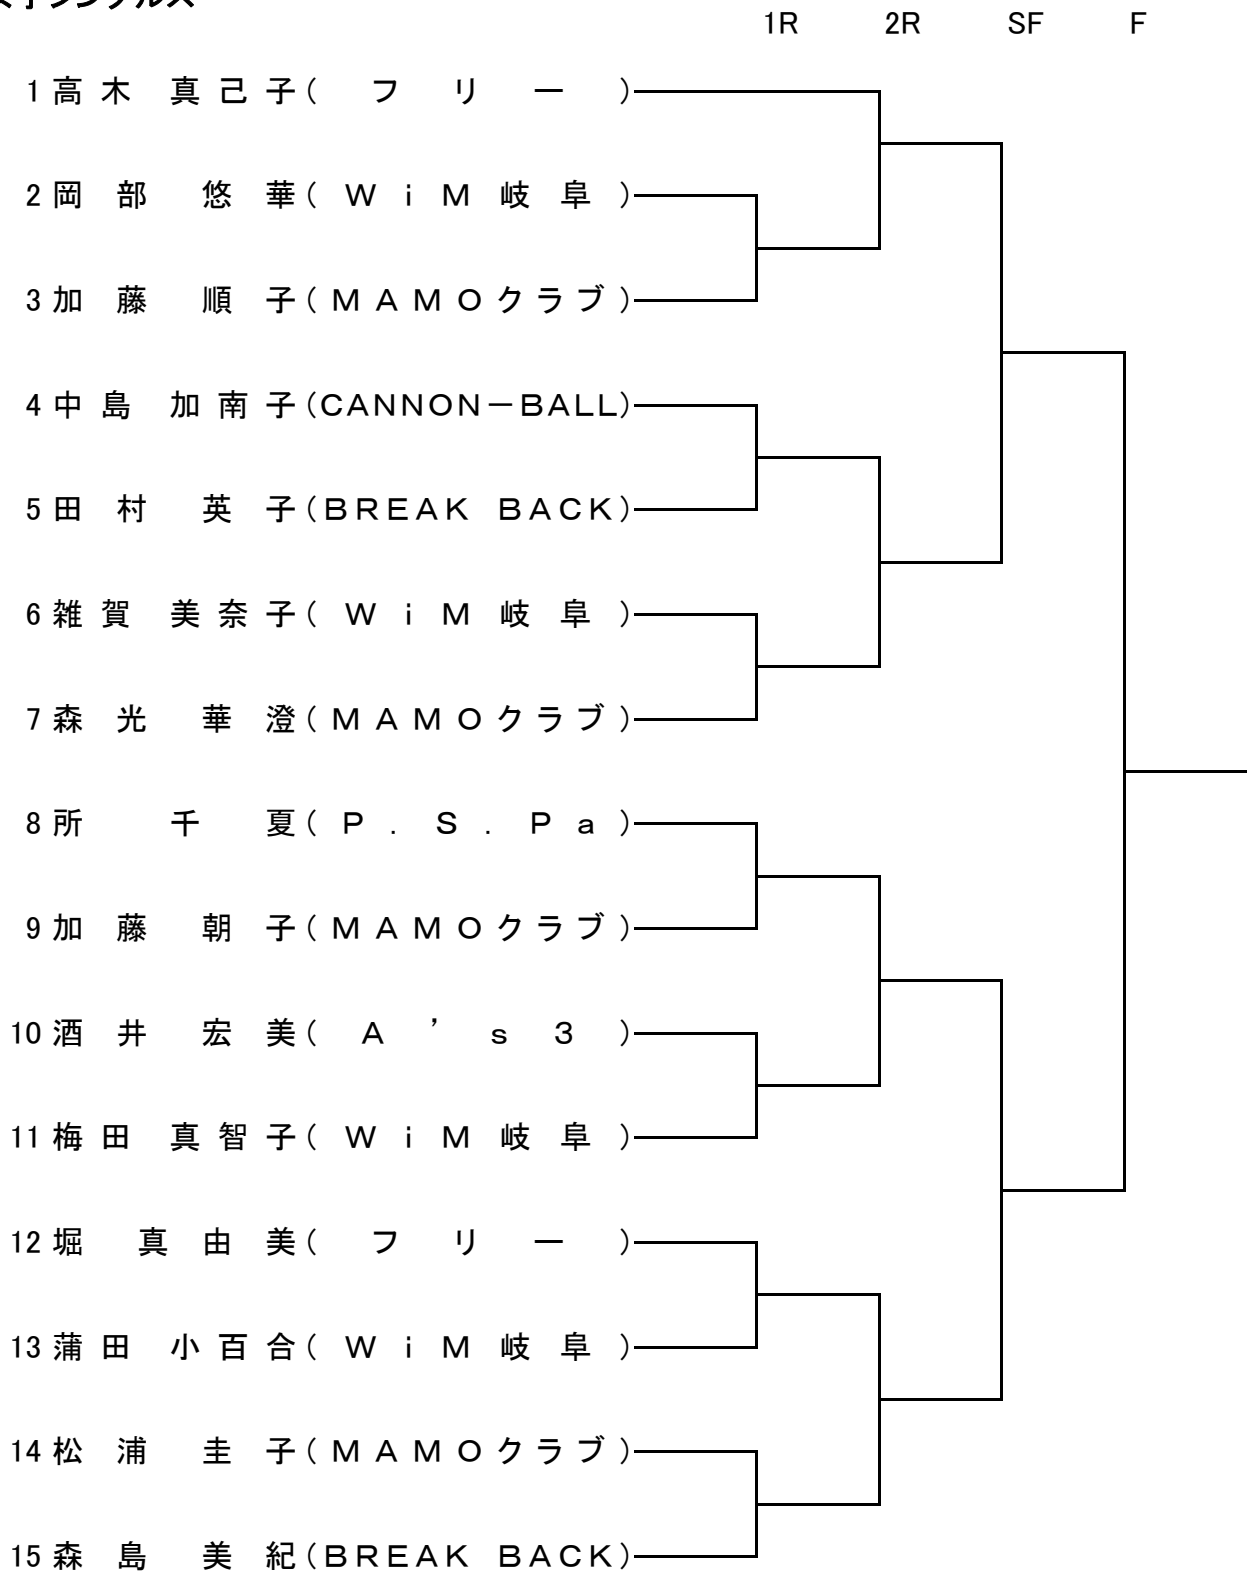 1R 2R SF F
1 高木 真己子(フリー)
2 岡部 悠華(WiM岐阜)
3 加藤 順子(MAMOクラブ)
4 中島 加南子(CANNON－BALL)
5 田村 英子(BREAK BACK)
6 雑賀 美奈子(WiM岐阜)
7 森光 華澄(MAMOクラブ)
8 所 千夏(P.S.Pa)
9 加藤 朝子(MAMOクラブ)
10 酒井 宏美(A’s3)
11 梅田 真智子(WiM岐阜)
12 堀 真由美(フリー)
13 蒲田 小百合(WiM岐阜)
14 松浦 圭子(MAMOクラブ)
15 森島 美紀(BREAK BACK)